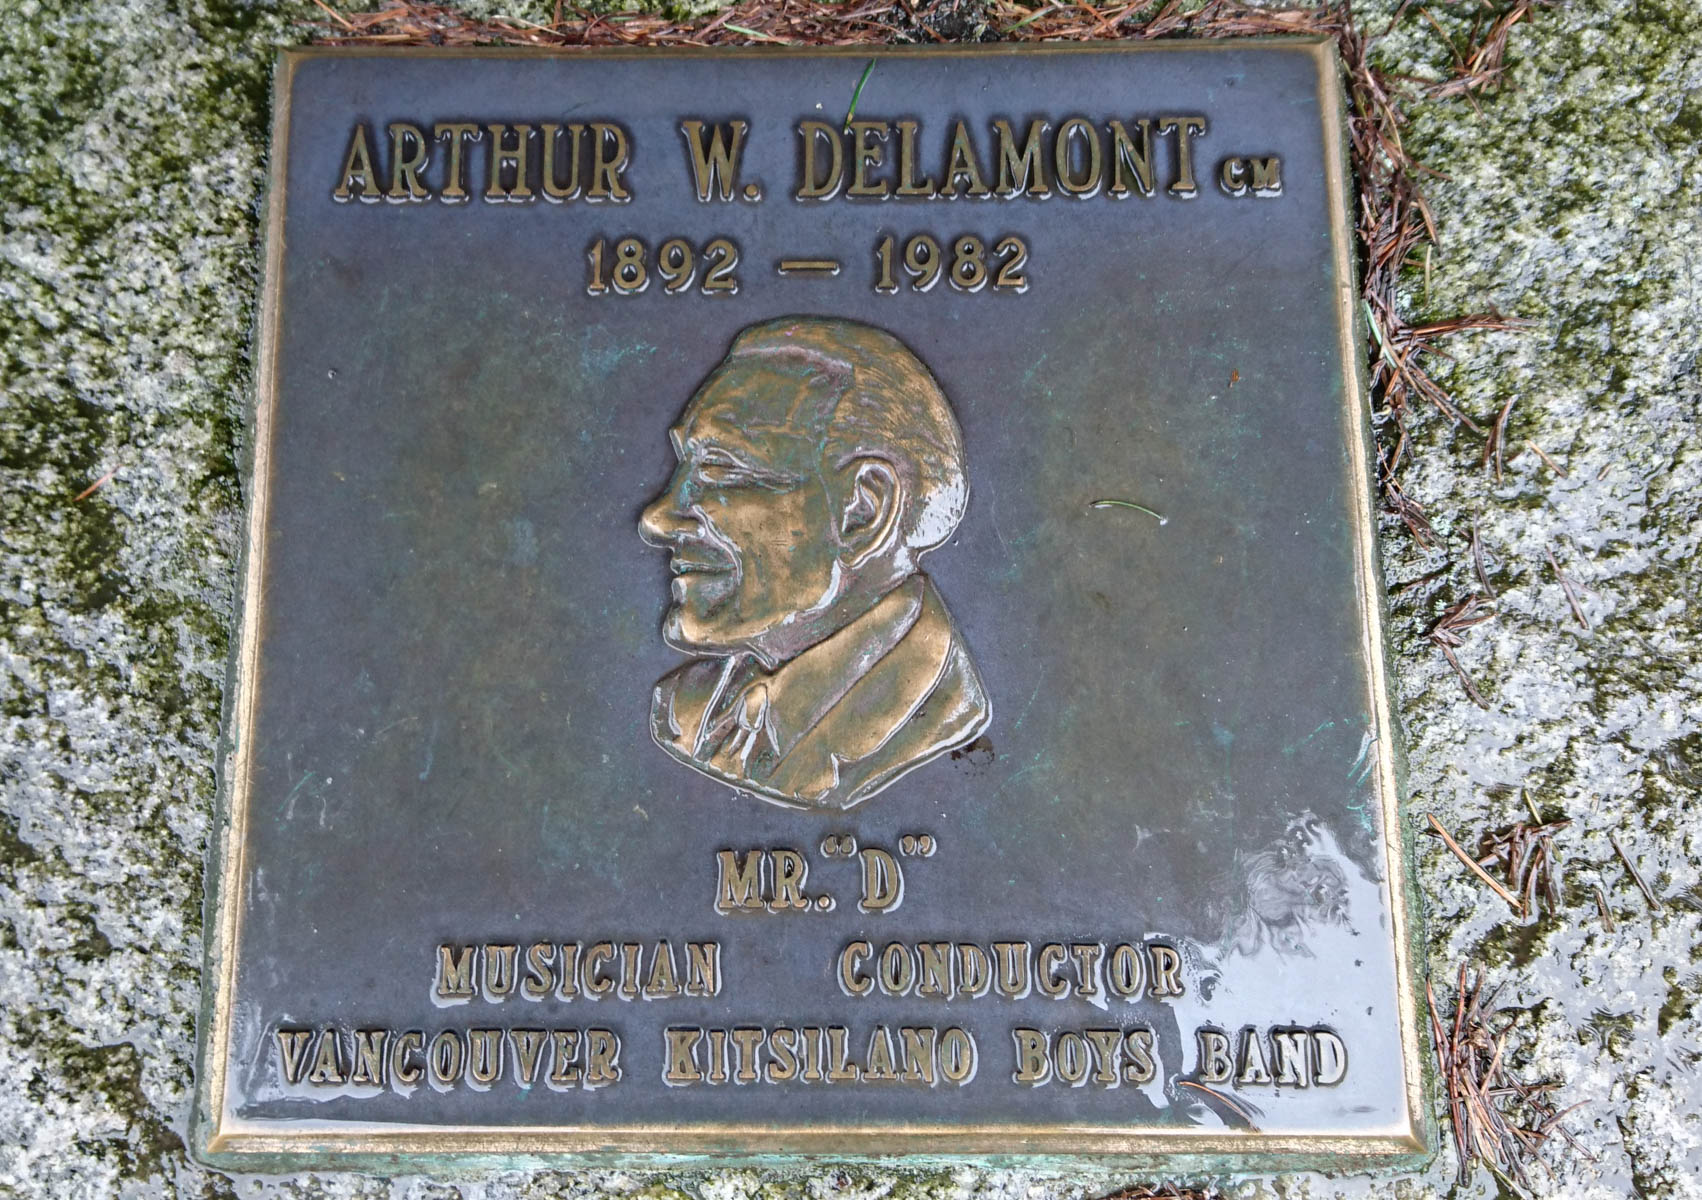 ARTHUR W. DELAMONT CM
1892 – 1982
MR. "D"
MUSICIAN CONDUCTOR
VANCOUVER KITSILANO BOYS BAND